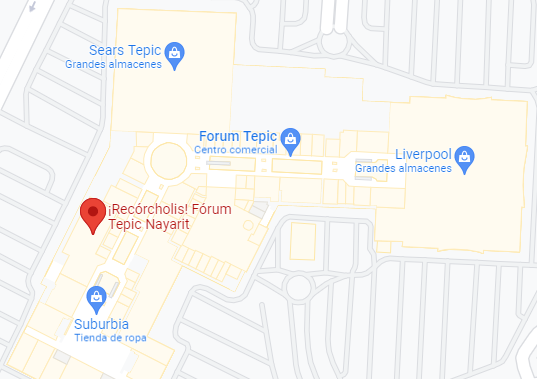 Sears Tepic
Grandes almacenes
Forum Tepic
Centro comercial
Liverpool
Grandes almacenes
¡Recórcholis! Fórum
Tepic Nayarit
Suburbia
Tienda de ropa